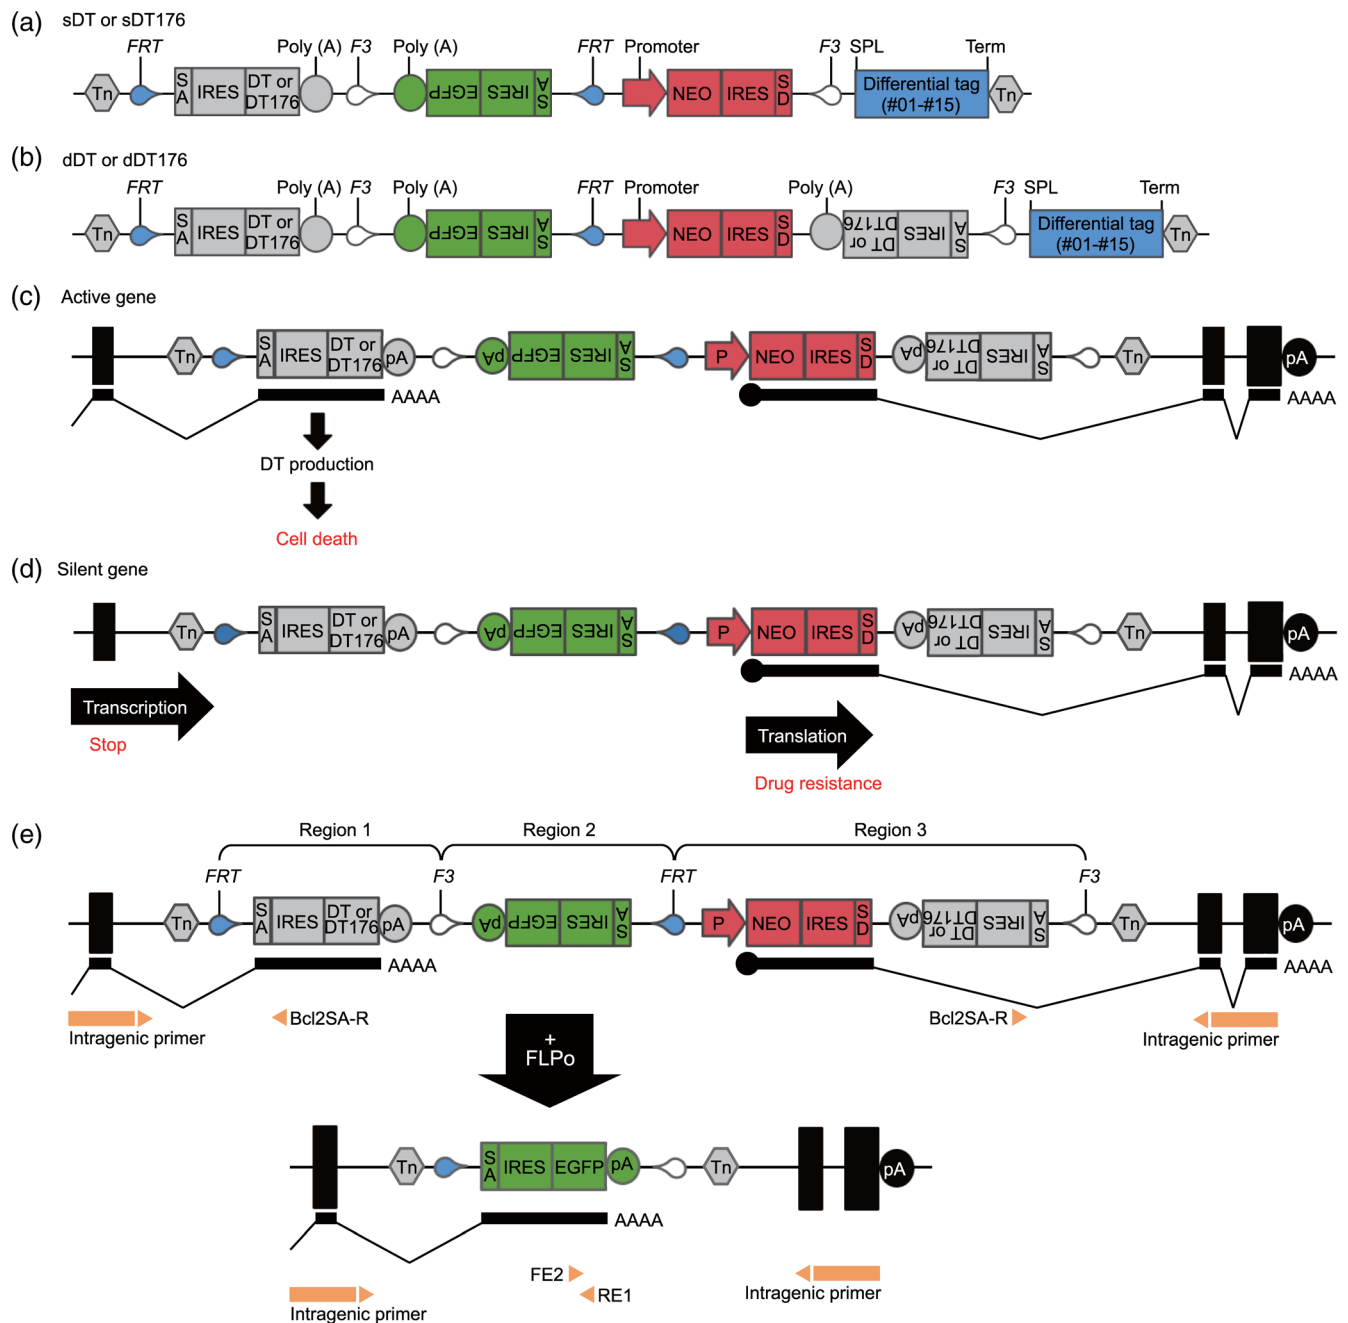 (a) sDT or sDT176
FRT Poly (A) F3 Poly (A) FRT Promoter F3 SPL Term
Tn SA IRES DT or DT176 EGFP IRES SA NEO IRES SD Differential tag (#01-#15) Tn
(b) dDT or dDT176
FRT Poly (A) F3 Poly (A) FRT Promoter Poly (A) F3 SPL Term
Tn SA IRES DT or DT176 EGFP IRES SA NEO IRES SD DT or DT176 IRES SA Differential tag (#01-#15) Tn
(c) Active gene
Tn SA IRES DT or DT176 pA pA EGFP IRES SA P NEO IRES SD pA DT or DT176 IRES SA Tn pA
AAAA AAAA
DT production
Cell death
(d) Silent gene
Tn SA IRES DT or DT176 pA pA EGFP IRES SA P NEO IRES SD pA DT or DT176 IRES SA Tn pA
AAAA
Transcription
Stop
Translation
Drug resistance
(e) Region 1 Region 2 Region 3
FRT F3 FRT F3
Tn SA IRES DT or DT176 pA pA EGFP IRES SA P NEO IRES SD pA DT or DT176 IRES SA Tn pA
AAAA AAAA
Intragenic primer Bcl2SA-R Bcl2SA-R Intragenic primer
+
FLPo
Tn SA IRES EGFP pA Tn pA
AAAA
FE2
RE1
Intragenic primer Intragenic primer